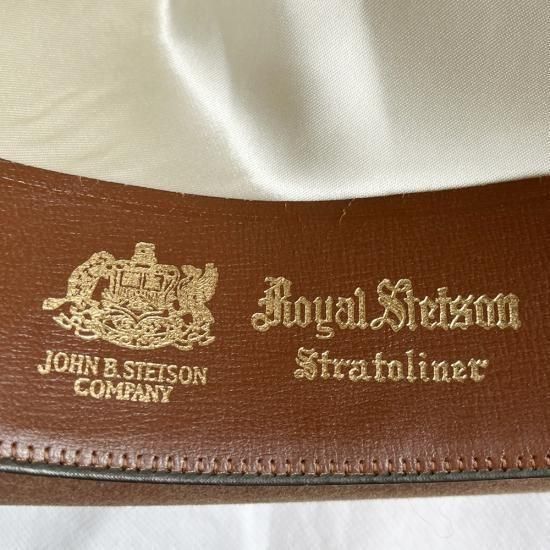 JOHN B. STETSON
COMPANY
Royal Stetson
Stratoliner